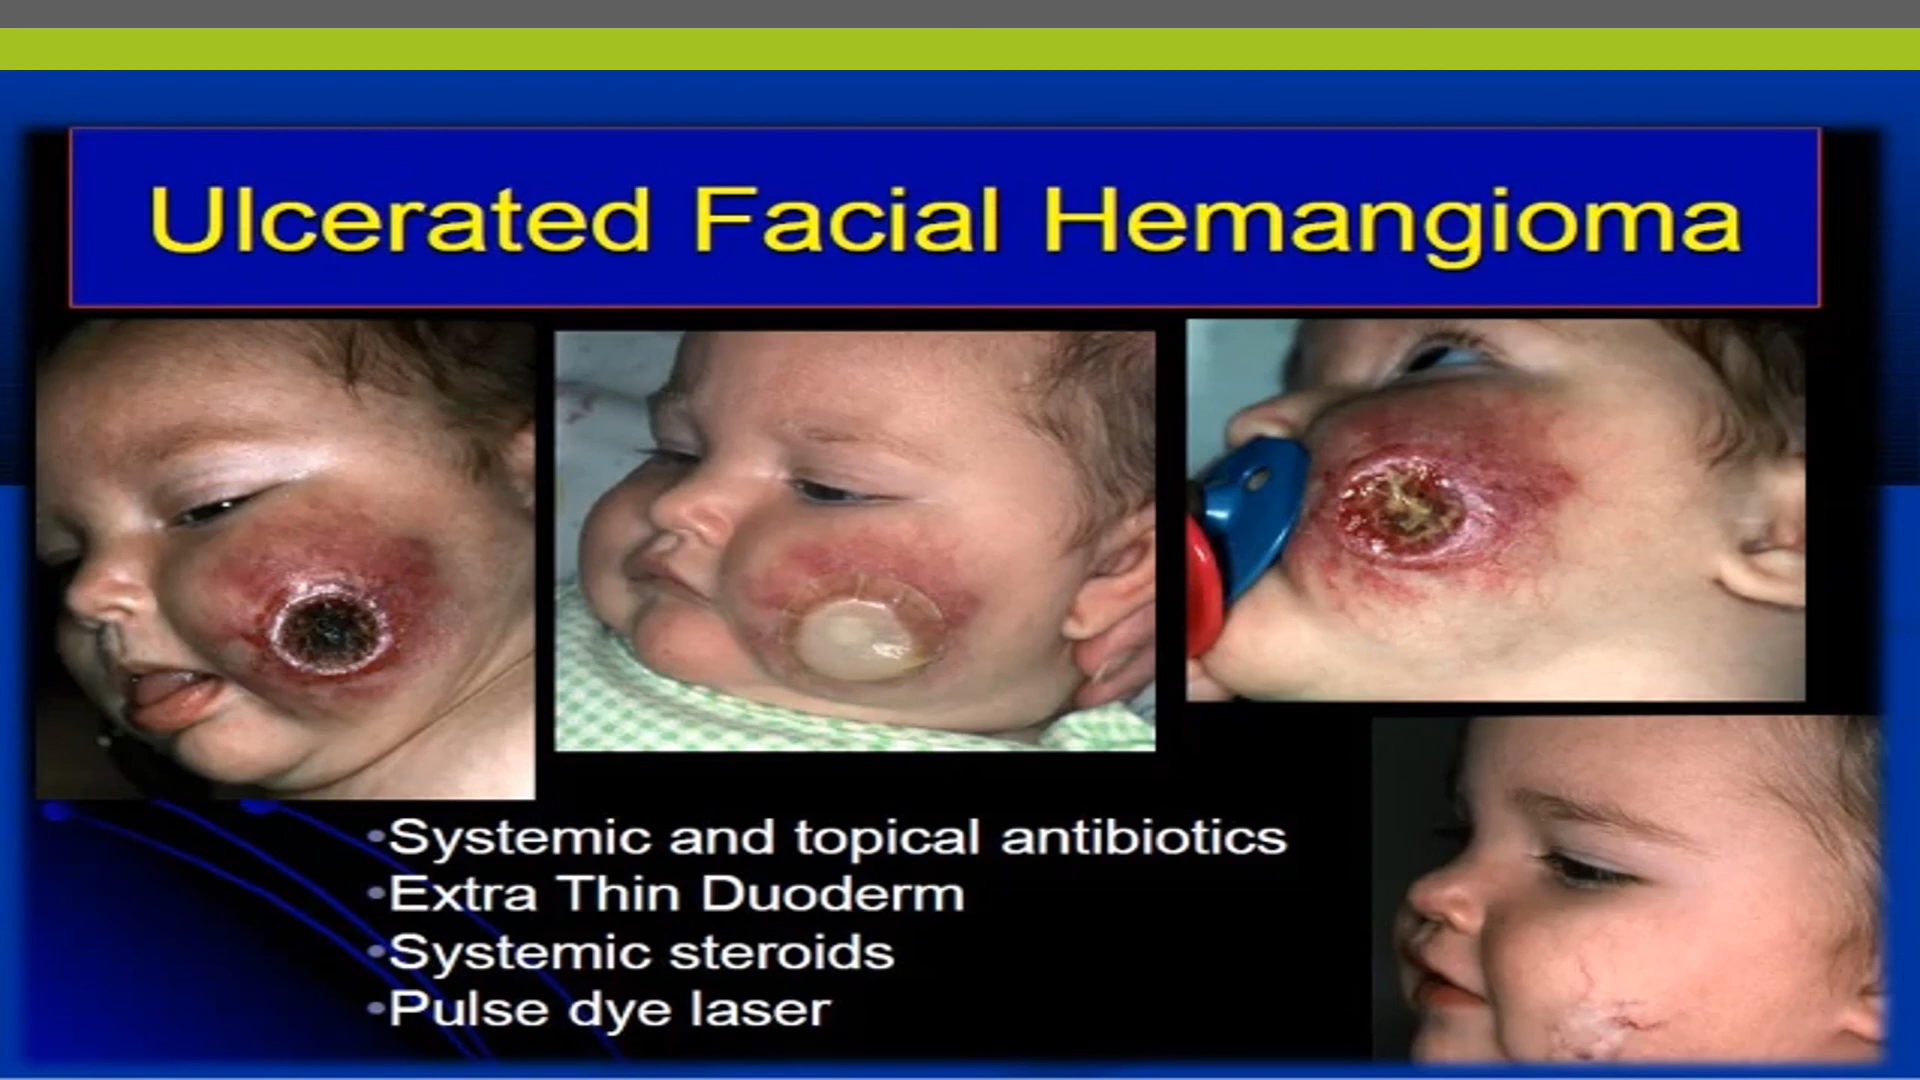 Ulcerated Facial Hemangioma
•Systemic and topical antibiotics
•Extra Thin Duoderm
•Systemic steroids
•Pulse dye laser